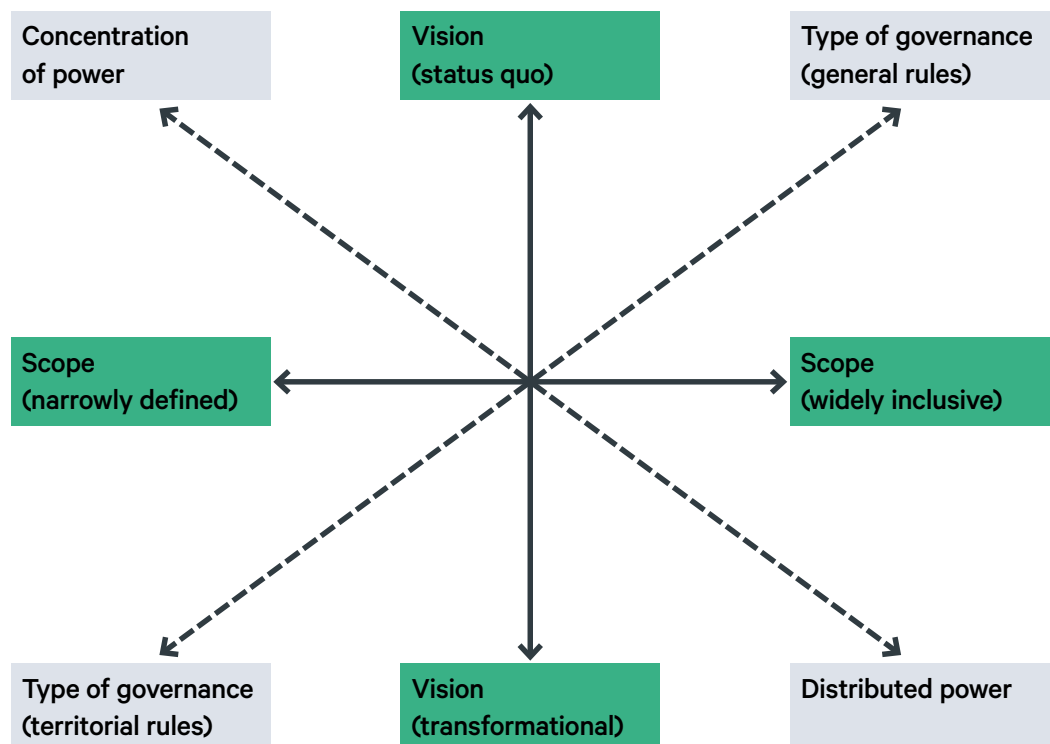 Concentration
of power
Vision
(status quo)
Type of governance
(general rules)
Scope
(narrowly defined)
Scope
(widely inclusive)
Type of governance
(territorial rules)
Vision
(transformational)
Distributed power